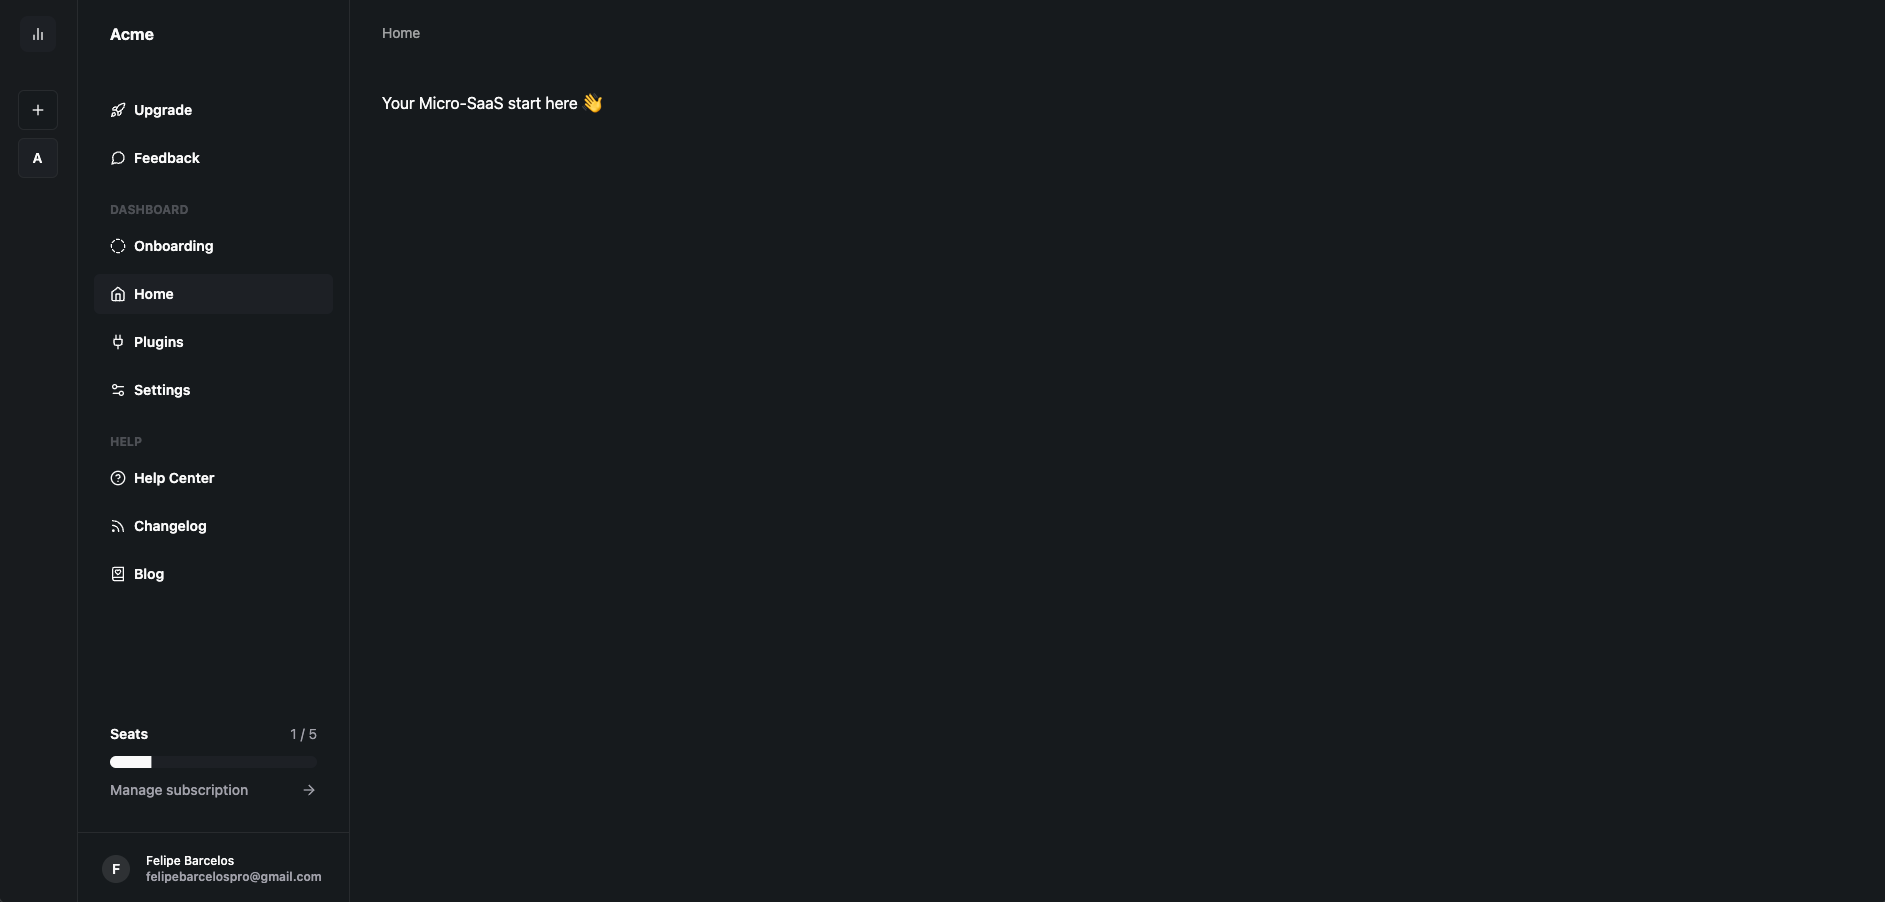 Acme
Upgrade
Feedback
DASHBOARD
Onboarding
Home
Plugins
Settings
HELP
Help Center
Changelog
Blog
Seats 1 / 5
Manage subscription
F
Felipe Barcelos
felipebarcelospro@gmail.com
A
Home
Your Micro-SaaS start here 👋